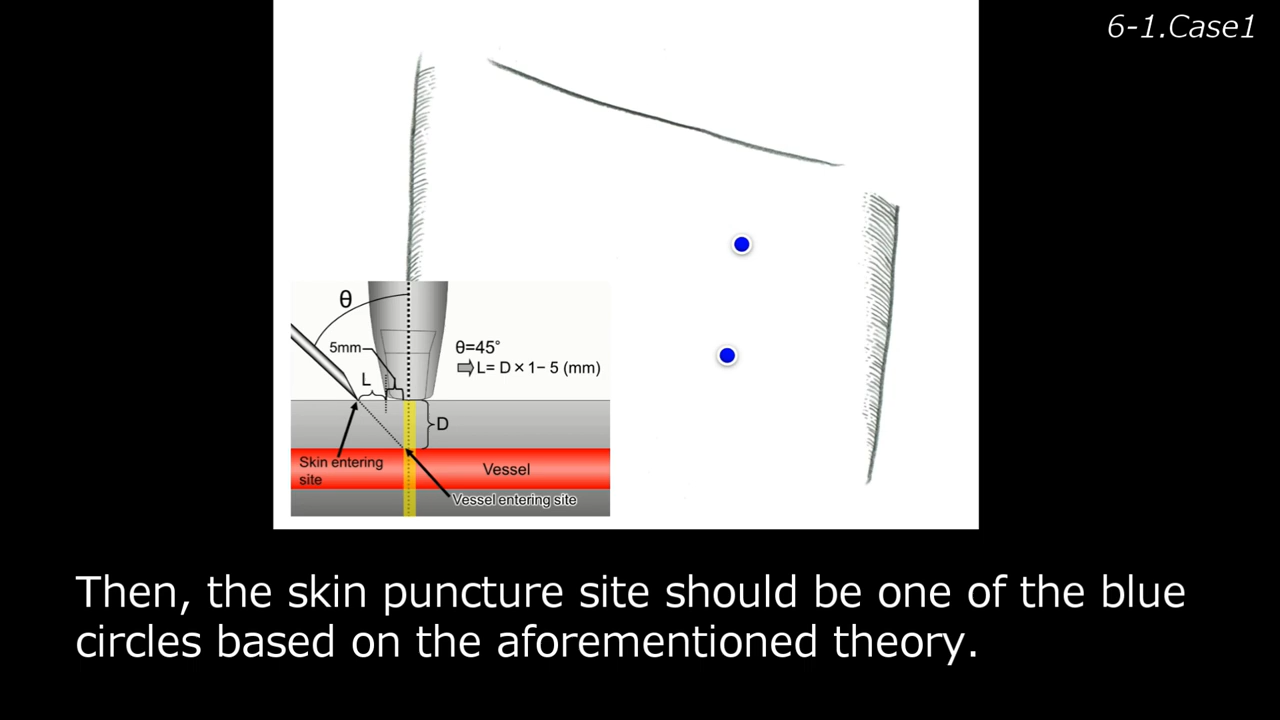 6-1.Case1
θ
5mm
θ=45°
L= D×1−5 (mm)
L
D
Skin entering
site
Vessel
Vessel entering site
Then, the skin puncture site should be one of the blue
circles based on the aforementioned theory.